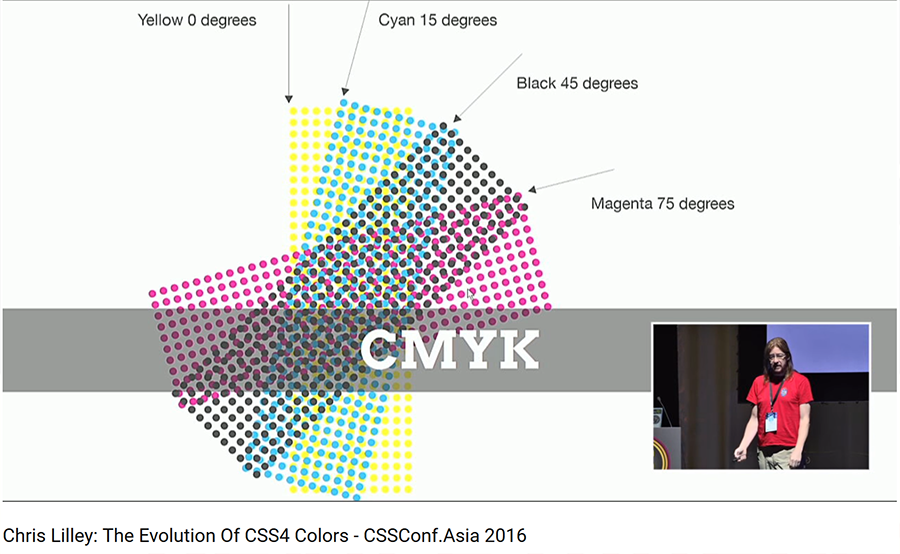 Yellow 0 degrees
Cyan 15 degrees
Black 45 degrees
Magenta 75 degrees
CMYK
Chris Lilley: The Evolution Of CSS4 Colors - CSSConf.Asia 2016